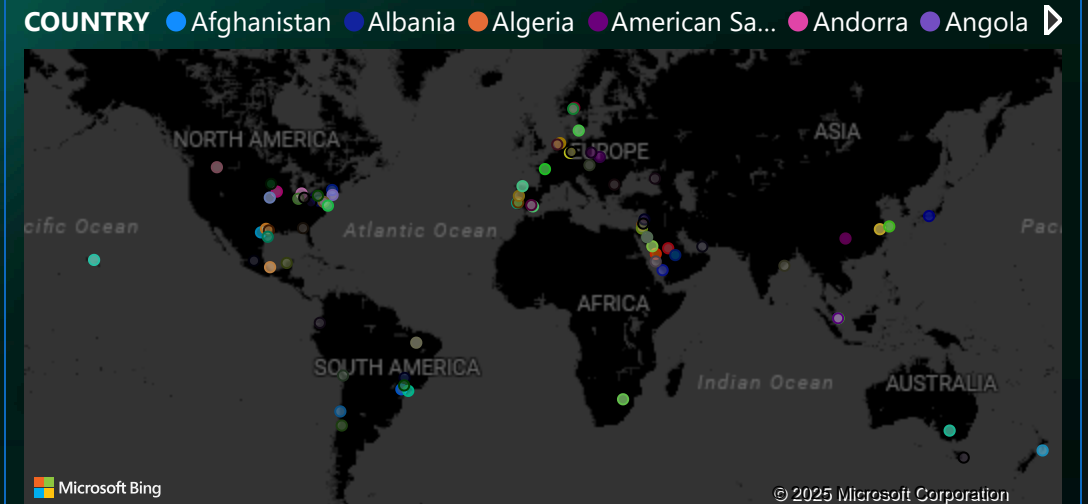 COUNTRY Afghanistan Albania Algeria American Sa... Andorra Angola
NORTH AMERICA
ASIA
EUROPE
cific Ocean
Atlantic Ocean
Pac
AFRICA
SOUTH AMERICA
Indian Ocean
AUSTRALIA
Microsoft Bing
© 2025 Microsoft Corporation